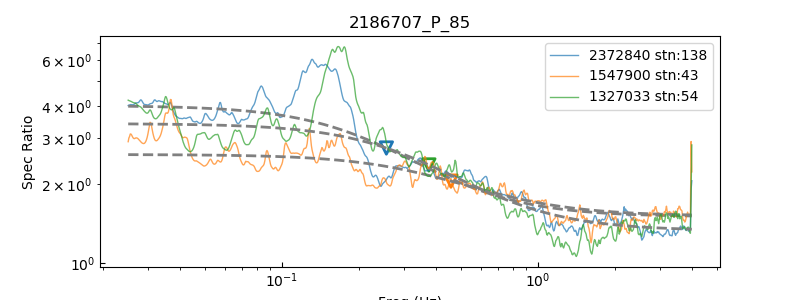 2186707_P_85
Spec Ratio
6 × 10⁰
4 × 10⁰
3 × 10⁰
2 × 10⁰
10⁰
2372840 stn:138
1547900 stn:43
1327033 stn:54
10⁻¹
10⁰
Freq (Hz)